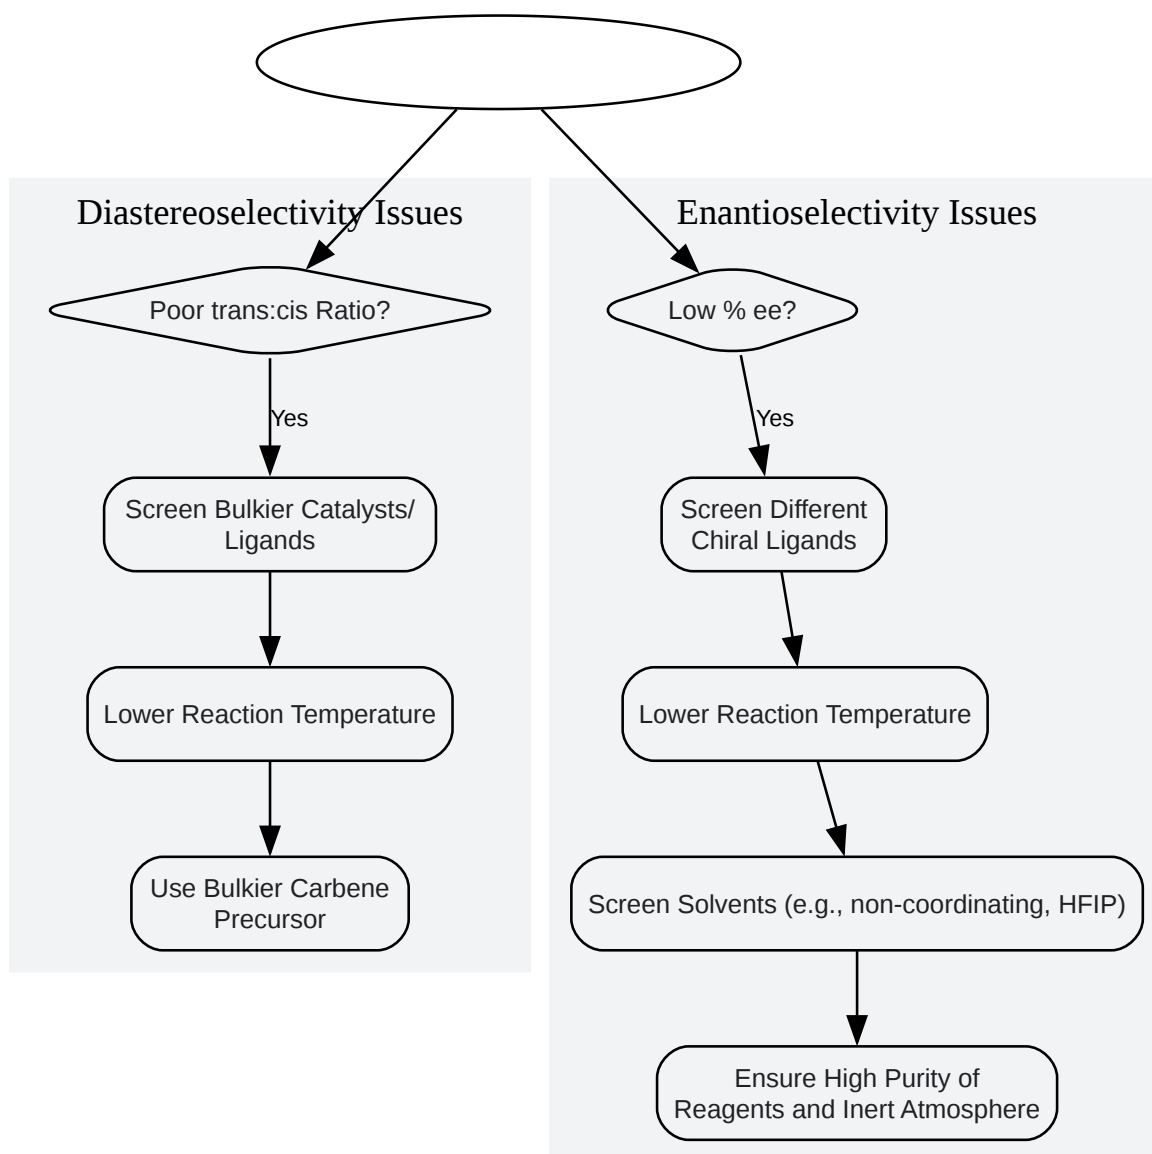 Diastereoselectivity Issues
Poor trans:cis Ratio?
Yes
Screen Bulkier Catalysts/
Ligands
Lower Reaction Temperature
Use Bulkier Carbene
Precursor
Enantioselectivity Issues
Low % ee?
Yes
Screen Different
Chiral Ligands
Lower Reaction Temperature
Screen Solvents (e.g., non-coordinating, HFIP)
Ensure High Purity of
Reagents and Inert Atmosphere